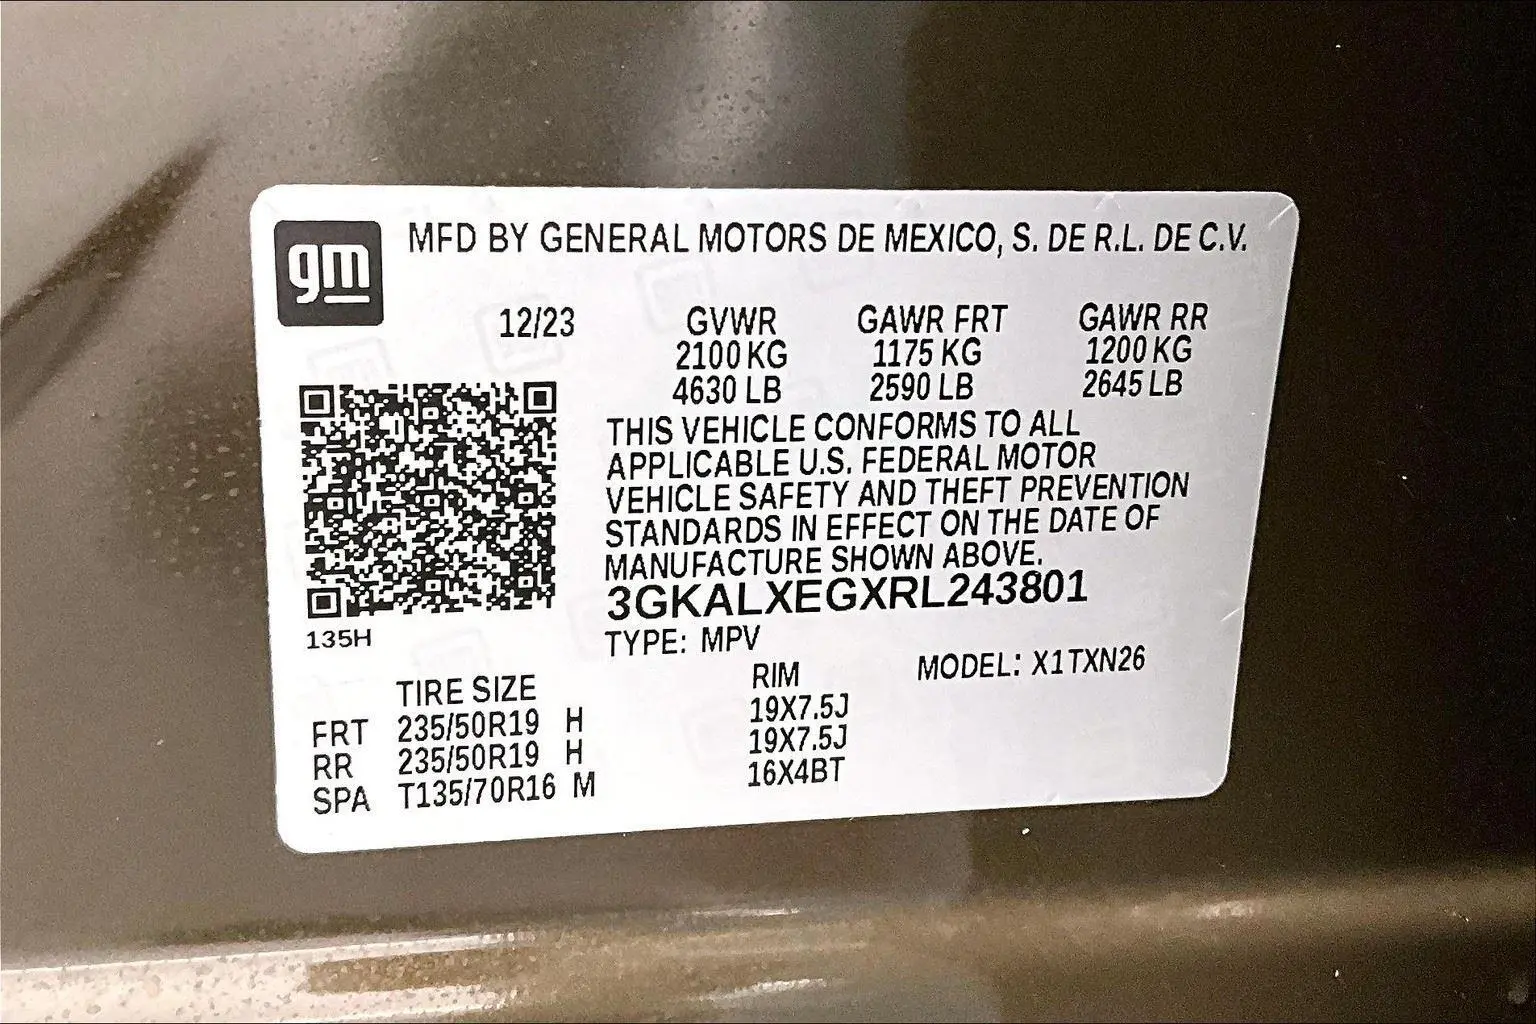 gm
MFD BY GENERAL MOTORS DE MEXICO, S. DE R.L. DE C.V.
12/23 GVWR GAWR FRT GAWR RR
2100 KG 1175 KG 1200 KG
4630 LB 2590 LB 2645 LB
THIS VEHICLE CONFORMS TO ALL
APPLICABLE U.S. FEDERAL MOTOR
VEHICLE SAFETY AND THEFT PREVENTION
STANDARDS IN EFFECT ON THE DATE OF
MANUFACTURE SHOWN ABOVE.
3GKALXEGXRL243801
135H
TYPE: MPV
MODEL: X1TXN26
TIRE SIZE RIM
FRT 235/50R19 H 19X7.5J
RR 235/50R19 H 19X7.5J
SPA T135/70R16 M 16X4BT